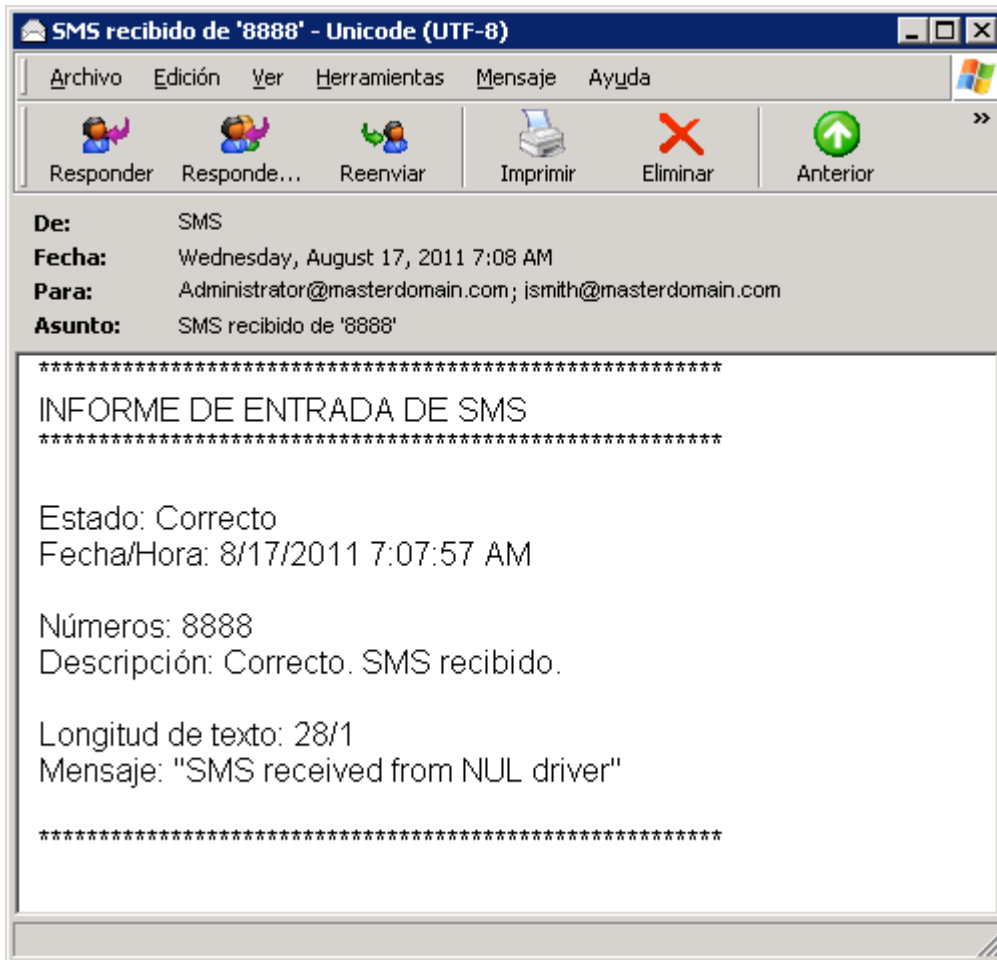 SMS recibido de '8888' - Unicode (UTF-8)
Archivo Edición Ver Herramientas Mensaje Ayuda
»
Responder Responde... Reenviar Imprimir Eliminar Anterior
De: SMS
Fecha: Wednesday, August 17, 2011 7:08 AM
Para: Administrator@masterdomain.com; jsmith@masterdomain.com
Asunto: SMS recibido de '8888'
*********************************************************
INFORME DE ENTRADA DE SMS
*********************************************************
Estado: Correcto
Fecha/Hora: 8/17/2011 7:07:57 AM
Números: 8888
Descripción: Correcto. SMS recibido.
Longitud de texto: 28/1
Mensaje: "SMS received from NUL driver"
*********************************************************